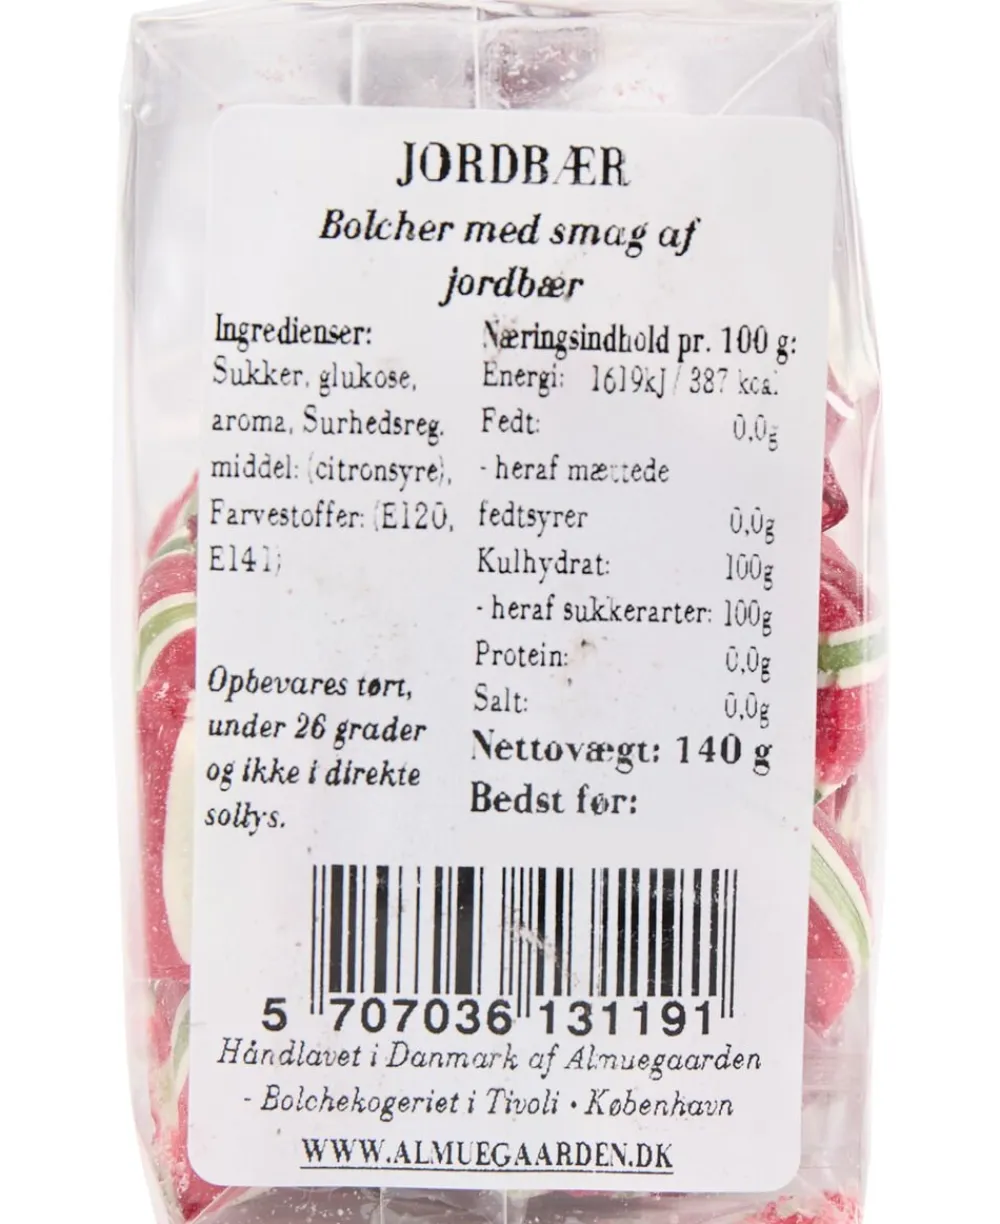 JORDBÆR
Bolcher med smag af
jordbær
Ingredienser:
Sukker, glukose,
aroma, Surhedsreg.
middel: (citronsyre),
Farvestoffer: (E120,
E141)
Opbevares tørt,
under 26 grader
og ikke i direkte
sollys.
Næringsindhold pr. 100 g:
Energi: 1619kJ / 387 kcal
Fedt: 0,0g
- heraf mættede
fedtsyrer 0,0g
Kulhydrat: 100g
- heraf sukkerarter: 100g
Protein: 0,0g
Salt: 0,0g
Nettovægt: 140 g
Bedst før:
5 707036 131191
Håndlavet i Danmark af Almuegaarden
- Bolchekogeriet i Tivoli • København
WWW.ALMUEGAARDEN.DK